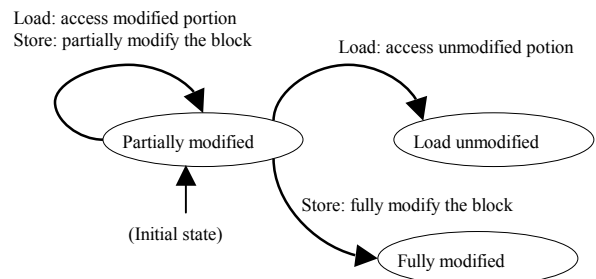 Load: access modified portion
Store: partially modify the block
Load: access unmodified potion
Partially modified
Load unmodified
Store: fully modify the block
(Initial state)
Fully modified